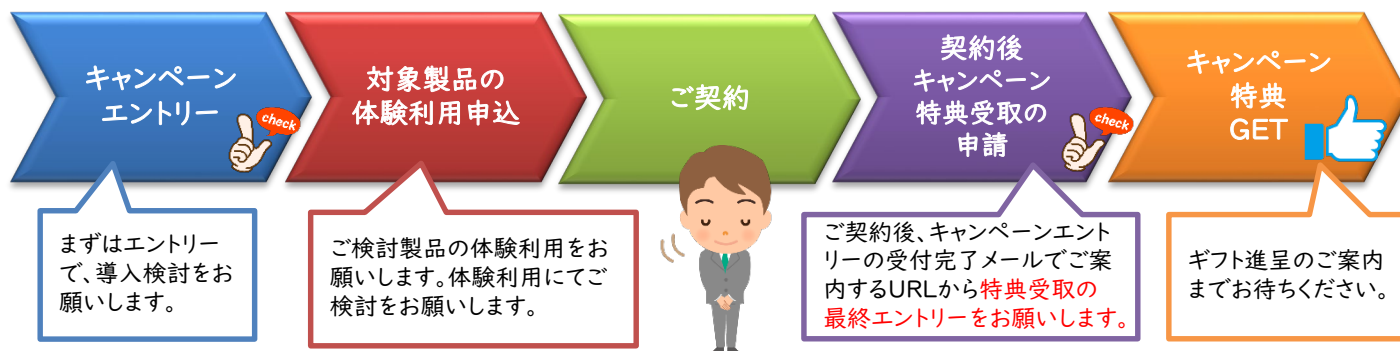 キャンペーン
エントリー
check
対象製品の
体験利用申込
ご契約
契約後
キャンペーン
特典受取の
申請
check
キャンペーン
特典
GET
まずはエントリー
で、導入検討をお
願いします。
ご検討製品の体験利用をお
願いします。体験利用にてご
検討をお願いします。
ご契約後、キャンペーンエント
リーの受付完了メールでご案
内するURLから特典受取の
最終エントリーをお願いします。
ギフト進呈のご案内
までお待ちください。